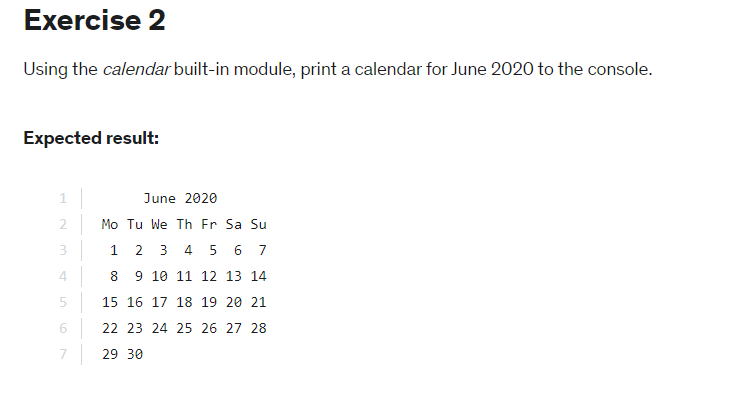 Exercise 2
Using the calendar built-in module, print a calendar for June 2020 to the console.
Expected result:
1      June 2020
2 Mo Tu We Th Fr Sa Su
3  1  2  3  4  5  6  7
4  8  9 10 11 12 13 14
5 15 16 17 18 19 20 21
6 22 23 24 25 26 27 28
7 29 30